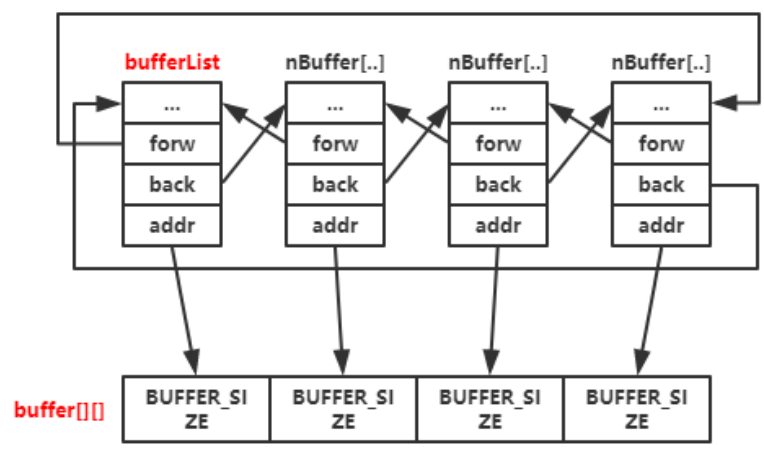 bufferList nBuffer[..] nBuffer[..] nBuffer[..]
... ... ... ...
forw forw forw forw
back back back back
addr addr addr addr
buffer[][]
BUFFER_SI BUFFER_SI BUFFER_SI BUFFER_SI
ZE ZE ZE ZE